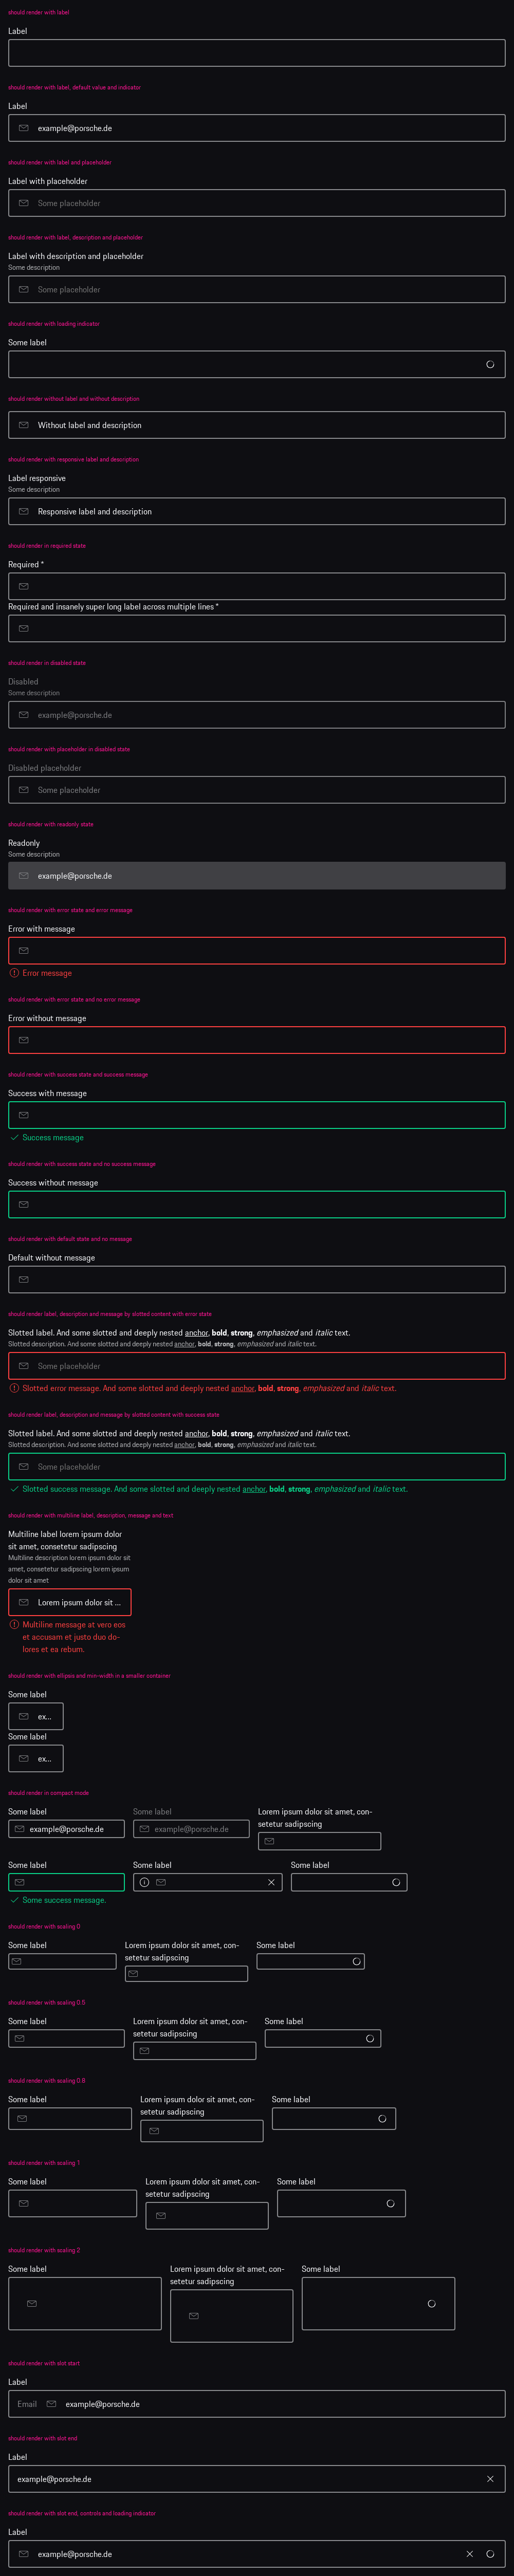 should render with label
Label
should render with label, default value and indicator
Label
example@porsche.de
should render with label and placeholder
Label with placeholder
Some placeholder
should render with label, description and placeholder
Label with description and placeholder
Some description
Some placeholder
should render with loading indicator
Some label
should render without label and without description
Without label and description
should render with responsive label and description
Label responsive
Some description
Responsive label and description
should render in required state
Required *
Required and insanely super long label across multiple lines *
should render in disabled state
Disabled
Some description
example@porsche.de
should render with placeholder in disabled state
Disabled placeholder
Some placeholder
should render with readonly state
Readonly
Some description
example@porsche.de
should render with error state and error message
Error with message
Error message
should render with error state and no error message
Error without message
should render with success state and success message
Success with message
Success message
should render with success state and no success message
Success without message
should render with default state and no message
Default without message
should render label, description and message by slotted content with error state
Slotted label. And some slotted and deeply nested anchor, bold, strong, emphasized and italic text.
Slotted description. And some slotted and deeply nested anchor, bold, strong, emphasized and italic text.
Some placeholder
Slotted error message. And some slotted and deeply nested anchor, bold, strong, emphasized and italic text.
should render label, description and message by slotted content with success state
Slotted label. And some slotted and deeply nested anchor, bold, strong, emphasized and italic text.
Slotted description. And some slotted and deeply nested anchor, bold, strong, emphasized and italic text.
Some placeholder
Slotted success message. And some slotted and deeply nested anchor, bold, strong, emphasized and italic text.
should render with multiline label, description, message and text
Multiline label lorem ipsum dolor
sit amet, consetetur sadipscing
Multiline description lorem ipsum dolor sit
amet, consetetur sadipscing lorem ipsum
dolor sit amet
Lorem ipsum dolor sit ...
Multiline message at vero eos
et accusam et justo duo do-
lores et ea rebum.
should render with ellipsis and min-width in a smaller container
Some label
ex...
Some label
ex...
should render in compact mode
Some label
example@porsche.de
Some label
example@porsche.de
Lorem ipsum dolor sit amet, con-
setetur sadipscing
Some label
Some success message.
Some label
Some label
should render with scaling 0
Some label
Lorem ipsum dolor sit amet, con-
setetur sadipscing
Some label
should render with scaling 0.5
Some label
Lorem ipsum dolor sit amet, con-
setetur sadipscing
Some label
should render with scaling 0.8
Some label
Lorem ipsum dolor sit amet, con-
setetur sadipscing
Some label
should render with scaling 1
Some label
Lorem ipsum dolor sit amet, con-
setetur sadipscing
Some label
should render with scaling 2
Some label
Lorem ipsum dolor sit amet, con-
setetur sadipscing
Some label
should render with slot start
Label
Email example@porsche.de
should render with slot end
Label
example@porsche.de
should render with slot end, controls and loading indicator
Label
example@porsche.de